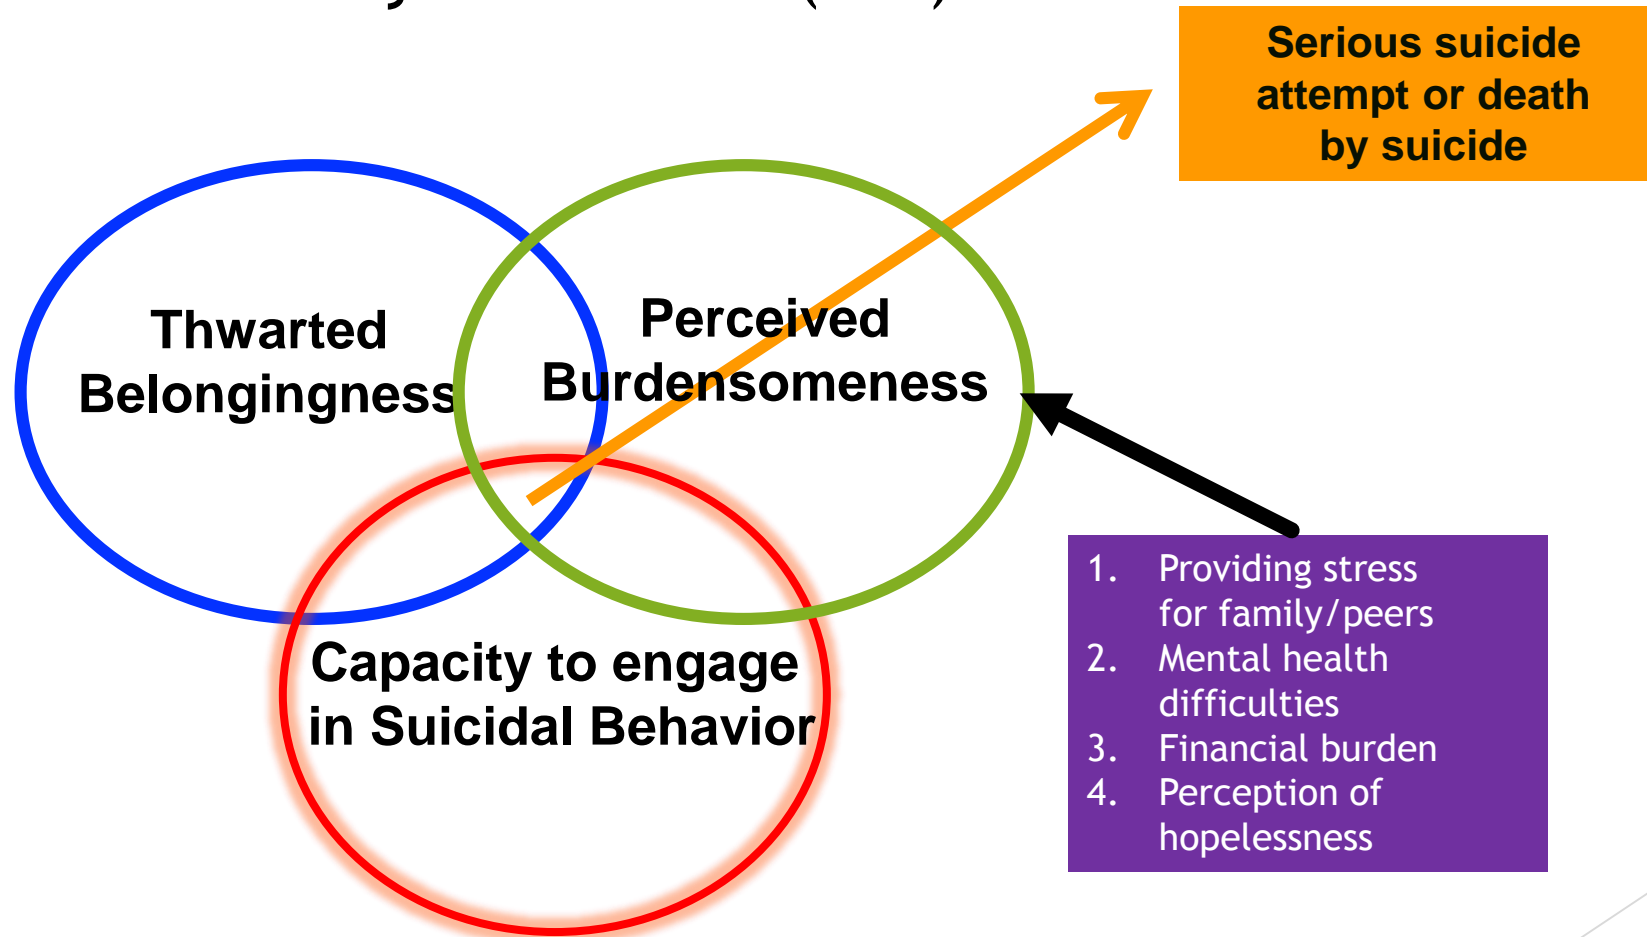 Serious suicide
attempt or death
by suicide
Thwarted
Belongingness
Perceived
Burdensomeness
Capacity to engage
in Suicidal Behavior
1. Providing stress
for family/peers
2. Mental health
difficulties
3. Financial burden
4. Perception of
hopelessness